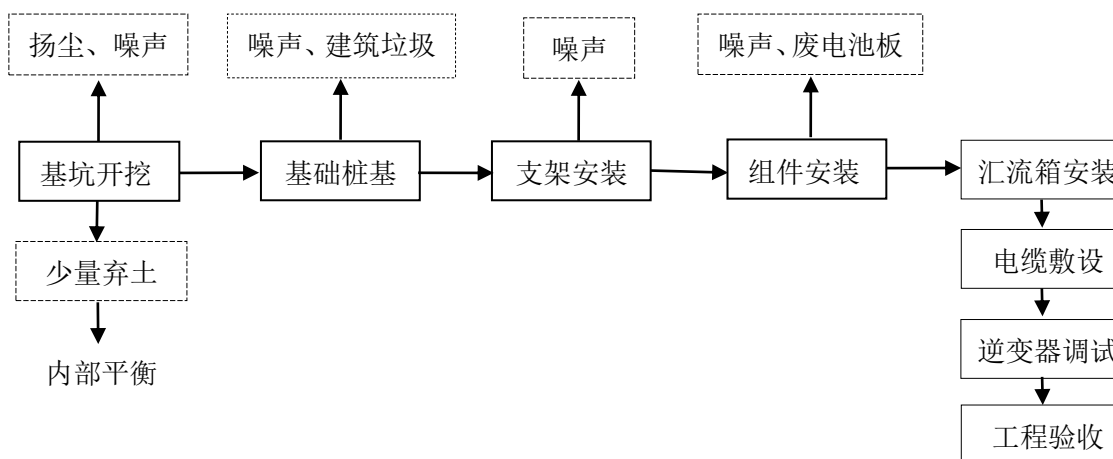 扬尘、噪声
噪声、建筑垃圾
噪声
噪声、废电池板
基坑开挖
基础桩基
支架安装
组件安装
汇流箱安装
少量弃土
电缆敷设
内部平衡
逆变器调试
工程验收